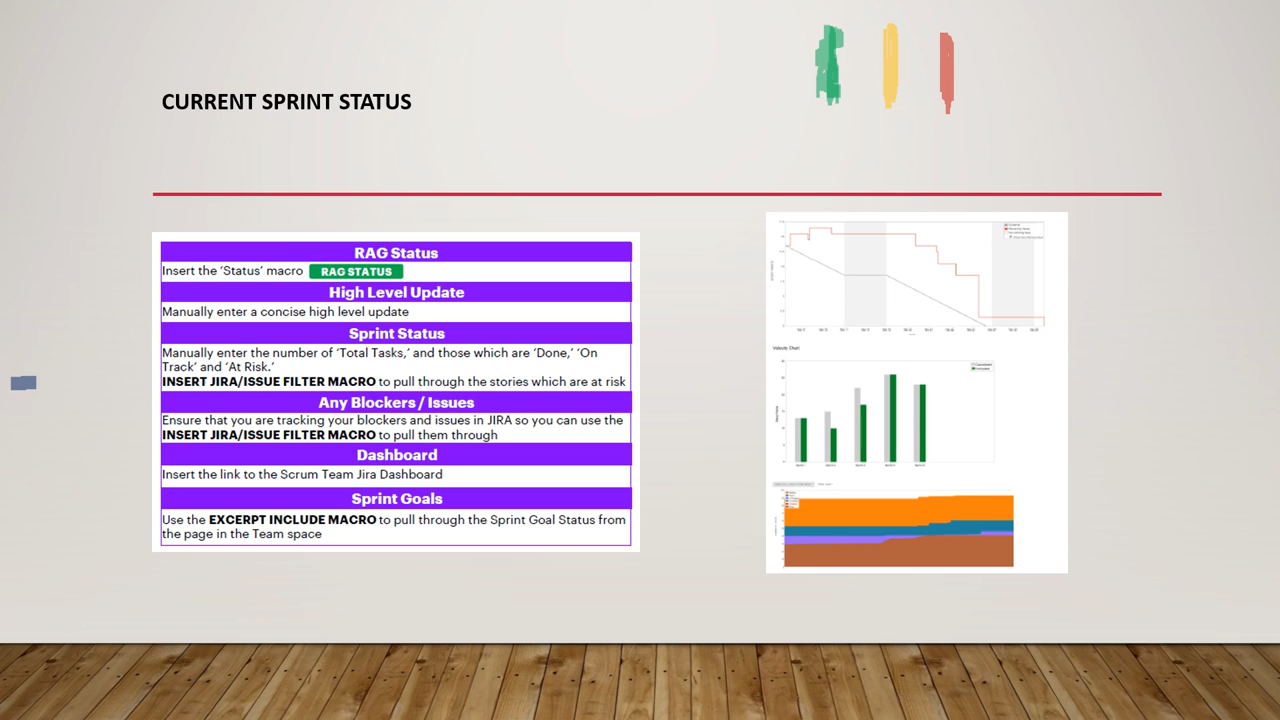 CURRENT SPRINT STATUS
RAG Status
Insert the ‘Status’ macro RAG STATUS
High Level Update
Manually enter a concise high level update
Sprint Status
Manually enter the number of ‘Total Tasks,’ and those which are ‘Done,’ ‘On
Track’ and ‘At Risk.’
INSERT JIRA/ISSUE FILTER MACRO to pull through the stories which are at risk
Any Blockers / Issues
Ensure that you are tracking your blockers and issues in JIRA so you can use the
INSERT JIRA/ISSUE FILTER MACRO to pull them through
Dashboard
Insert the link to the Scrum Team Jira Dashboard
Sprint Goals
Use the EXCERPT INCLUDE MACRO to pull through the Sprint Goal Status from
the page in the Team space
Velocity Chart